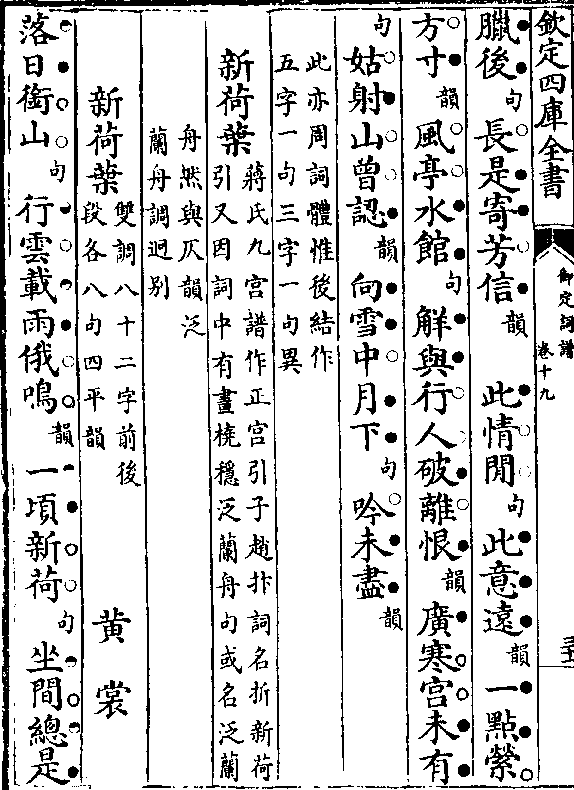 欽定四庫全書
御定詞譜
卷十九
臘後句長是寄芳信韻 此情閒句此意遠韻一點縈
方寸韻風亭水館句解與行人破離恨韻廣寒宮未有
句姑射山曾認韻向雪中月下句吟未盡韻
此亦周詞體惟後結作
五字一句三字一句異
新荷葉蔣氏九宮譜作正宮引子趙抃詞名折新荷
引又因詞中有畫橈穩泛蘭舟句或名泛蘭
舟然與仄韻泛
蘭舟調迥別
新荷葉雙調八十二字前後
段各八句四平韻 黄裳
落日銜山句行雲載雨俄鳴韻一頃新荷句坐間總是